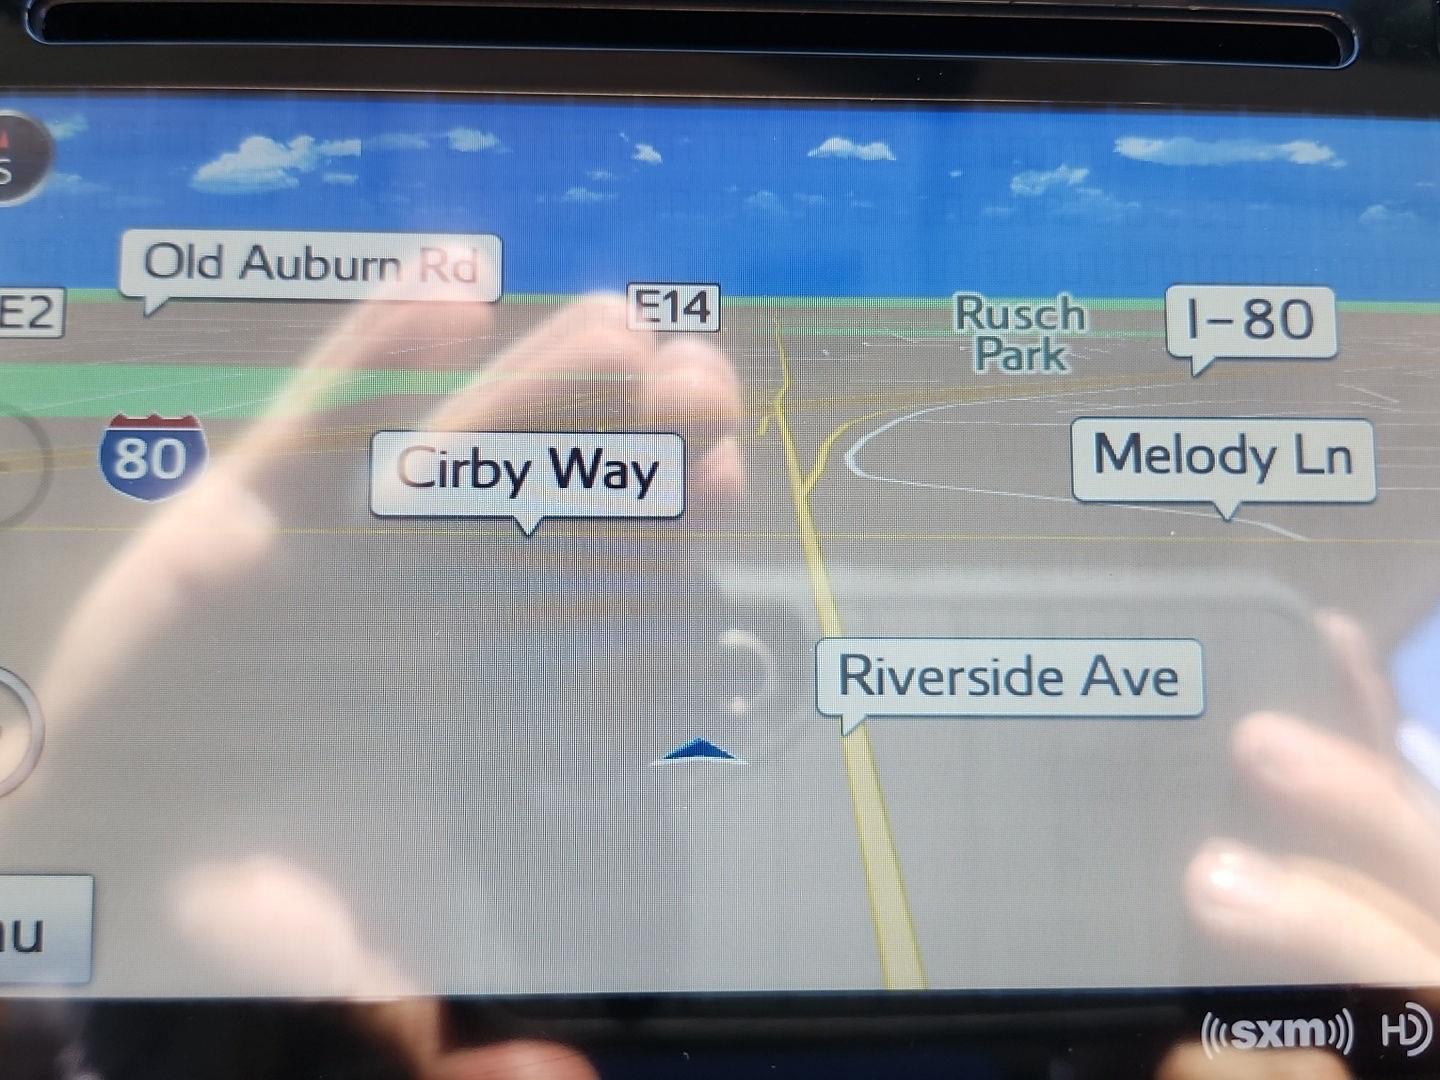 S
Old Auburn Rd
E2
E14
Rusch
Park
I-80
80
Cirby Way
Melody Ln
Riverside Ave
nu
sxm HD